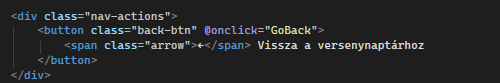 <div class="nav-actions">
<button class="back-btn" @onclick="GoBack">
<span class="arrow">←</span> Vissza a versenynaptárhoz
</button>
</div>